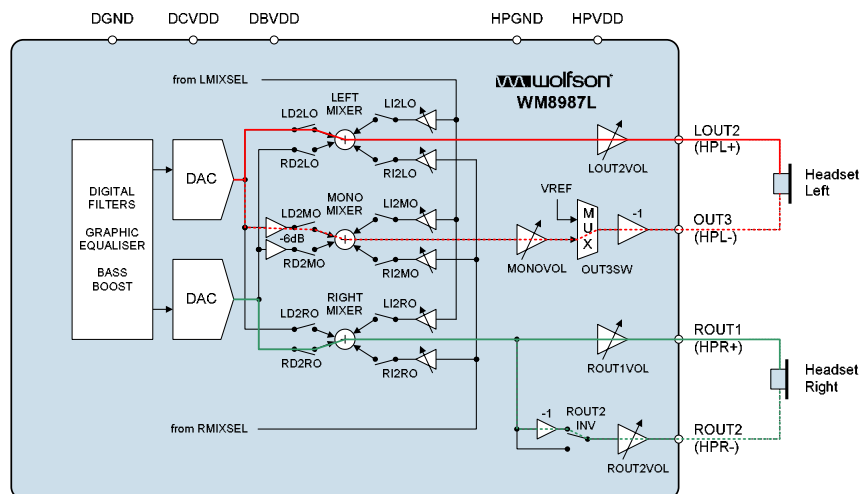 DGND DCVDD DBVDD HPGND HPVDD
from LMIXSEL
wolfson
WM8987L
LEFT
MIXER
LD2LO
LI2LO
RD2LO
RI2LO
LOUT2VOL
LOUT2
(HPL+)
DAC
DIGITAL
FILTERS
GRAPHIC
EQUALISER
BASS
BOOST
Headset
Left
VREF
MONO
MIXER
LD2MO
LI2MO
-6dB
RD2MO
RI2MO
MONOVOL
MUX
OUT3SW
-1
OUT3
(HPL-)
DAC
RIGHT
MIXER
LD2RO
LI2RO
RD2RO
RI2RO
ROUT1VOL
ROUT1
(HPR+)
Headset
Right
from RMIXSEL
-1
ROUT2
INV
ROUT2VOL
ROUT2
(HPR-)